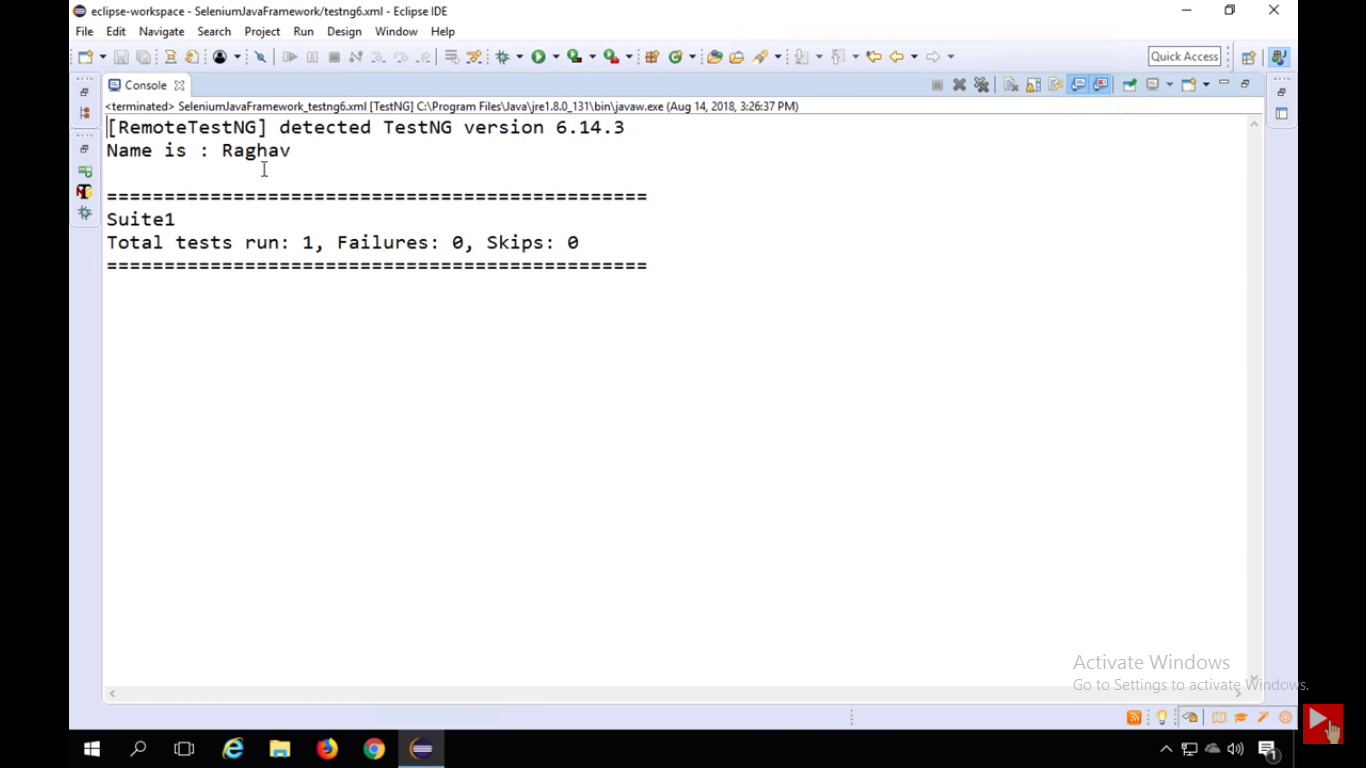 eclipse-workspace - SeleniumJavaFramework/testng6.xml - Eclipse IDE
File Edit Navigate Search Project Run Design Window Help
Quick Access
Console
<terminated> SeleniumJavaFramework_testng6.xml [TestNG] C:\Program Files\Java\jre1.8.0_131\bin\javaw.exe (Aug 14, 2018, 3:26:37 PM)
[RemoteTestNG] detected TestNG version 6.14.3
Name is : Raghav
===============================================
Suite1
Total tests run: 1, Failures: 0, Skips: 0
===============================================
Activate Windows
Go to Settings to activate Windows.
1